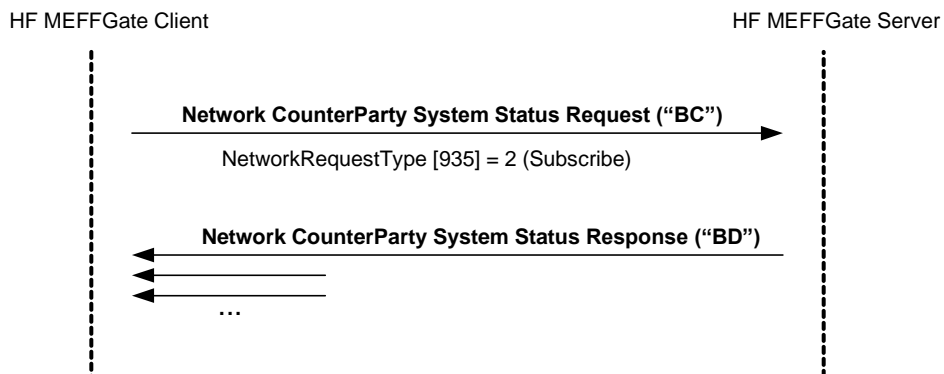 HF MEFFGate Client
HF MEFFGate Server
Network CounterParty System Status Request (“BC”)
NetworkRequestType [935] = 2 (Subscribe)
Network CounterParty System Status Response (“BD”)
...